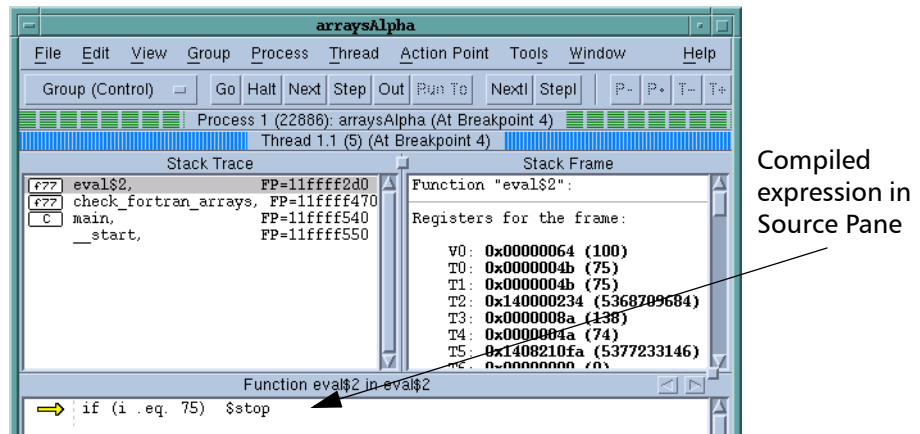 arraysAlpha
File Edit View Group Process Thread Action Point Tools Window Help
Group (Control) Go Halt Next Step Out Run To NextI StepI P- P+ T- T+
Process 1 (22886): arraysAlpha (At Breakpoint 4)
Thread 1.1 (5) (At Breakpoint 4)
Stack Trace
f77 eval$2, FP=11ffff2d0
f77 check_fortran_arrays, FP=11ffff470
C main, FP=11ffff540
__start, FP=11ffff550
Stack Frame
Function "eval$2":
Registers for the frame:
V0: 0x00000064 (100)
T0: 0x0000004b (75)
T1: 0x0000004b (75)
T2: 0x140000234 (5368709684)
T3: 0x0000008a (138)
T4: 0x0000004a (74)
T5: 0x1408210fa (5377233146)
T6: 0x00000000 (0)
Function eval$2 in eval$2
if (i .eq. 75) $stop
Compiled
expression in
Source Pane